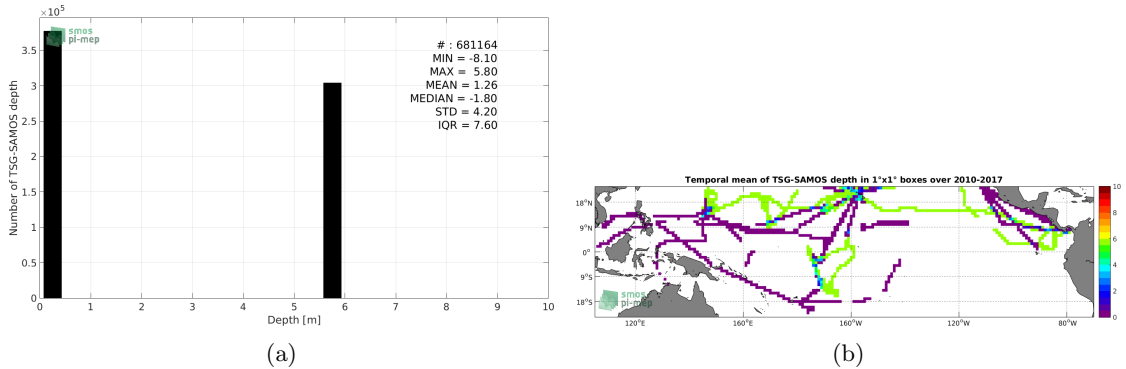 ×10⁵
smos
pi-mep
# : 681164
MIN = -8.10
MAX = 5.80
MEAN = 1.26
MEDIAN = -1.80
STD = 4.20
IQR = 7.60
Number of TSG-SAMOS depth
3.5
3
2.5
2
1.5
1
0.5
0
0 1 2 3 4 5 6 7 8 9 10
Depth [m]
(a)
Temporal mean of TSG-SAMOS depth in 1°x1° boxes over 2010-2017
18°N
9°N
0°
9°S
18°S
smos
pi-mep
120°E 160°E 160°W 120°W 80°W
10
8
6
4
2
0
(b)